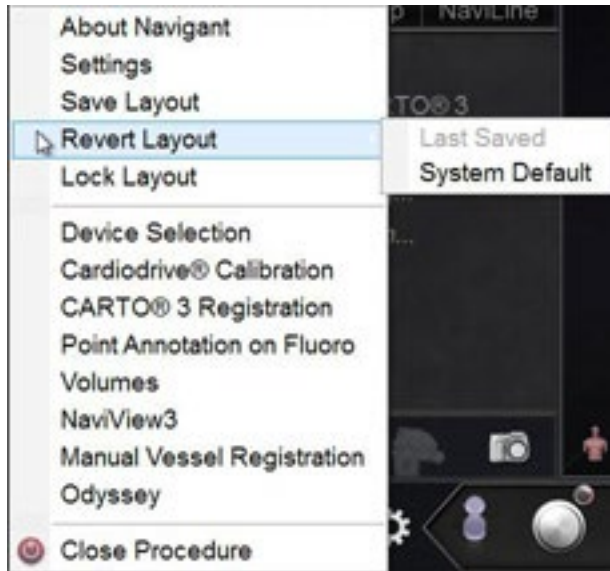 About Navigant
Settings
Save Layout
Revert Layout
Lock Layout
Device Selection
Cardiodrive® Calibration
CARTO® 3 Registration
Point Annotation on Fluoro
Volumes
NaviView3
Manual Vessel Registration
Odyssey
Close Procedure
Last Saved
System Default
NaviLine
TO® 3